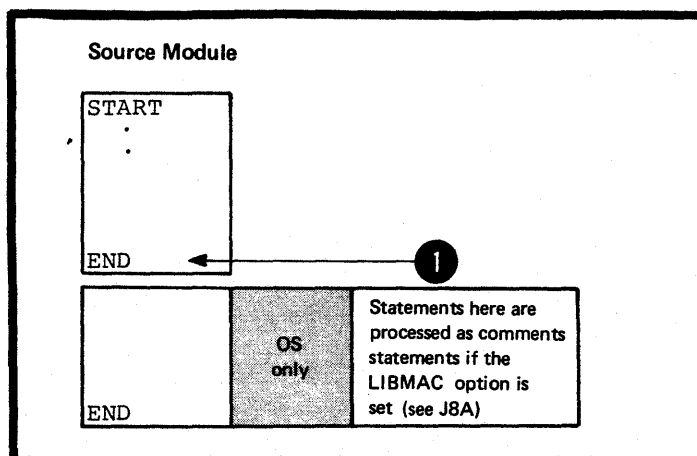 Source Module
START
END
1
OS
only
Statements here are
processed as comments
statements if the
LIBMAC option is
set (see J8A)
END